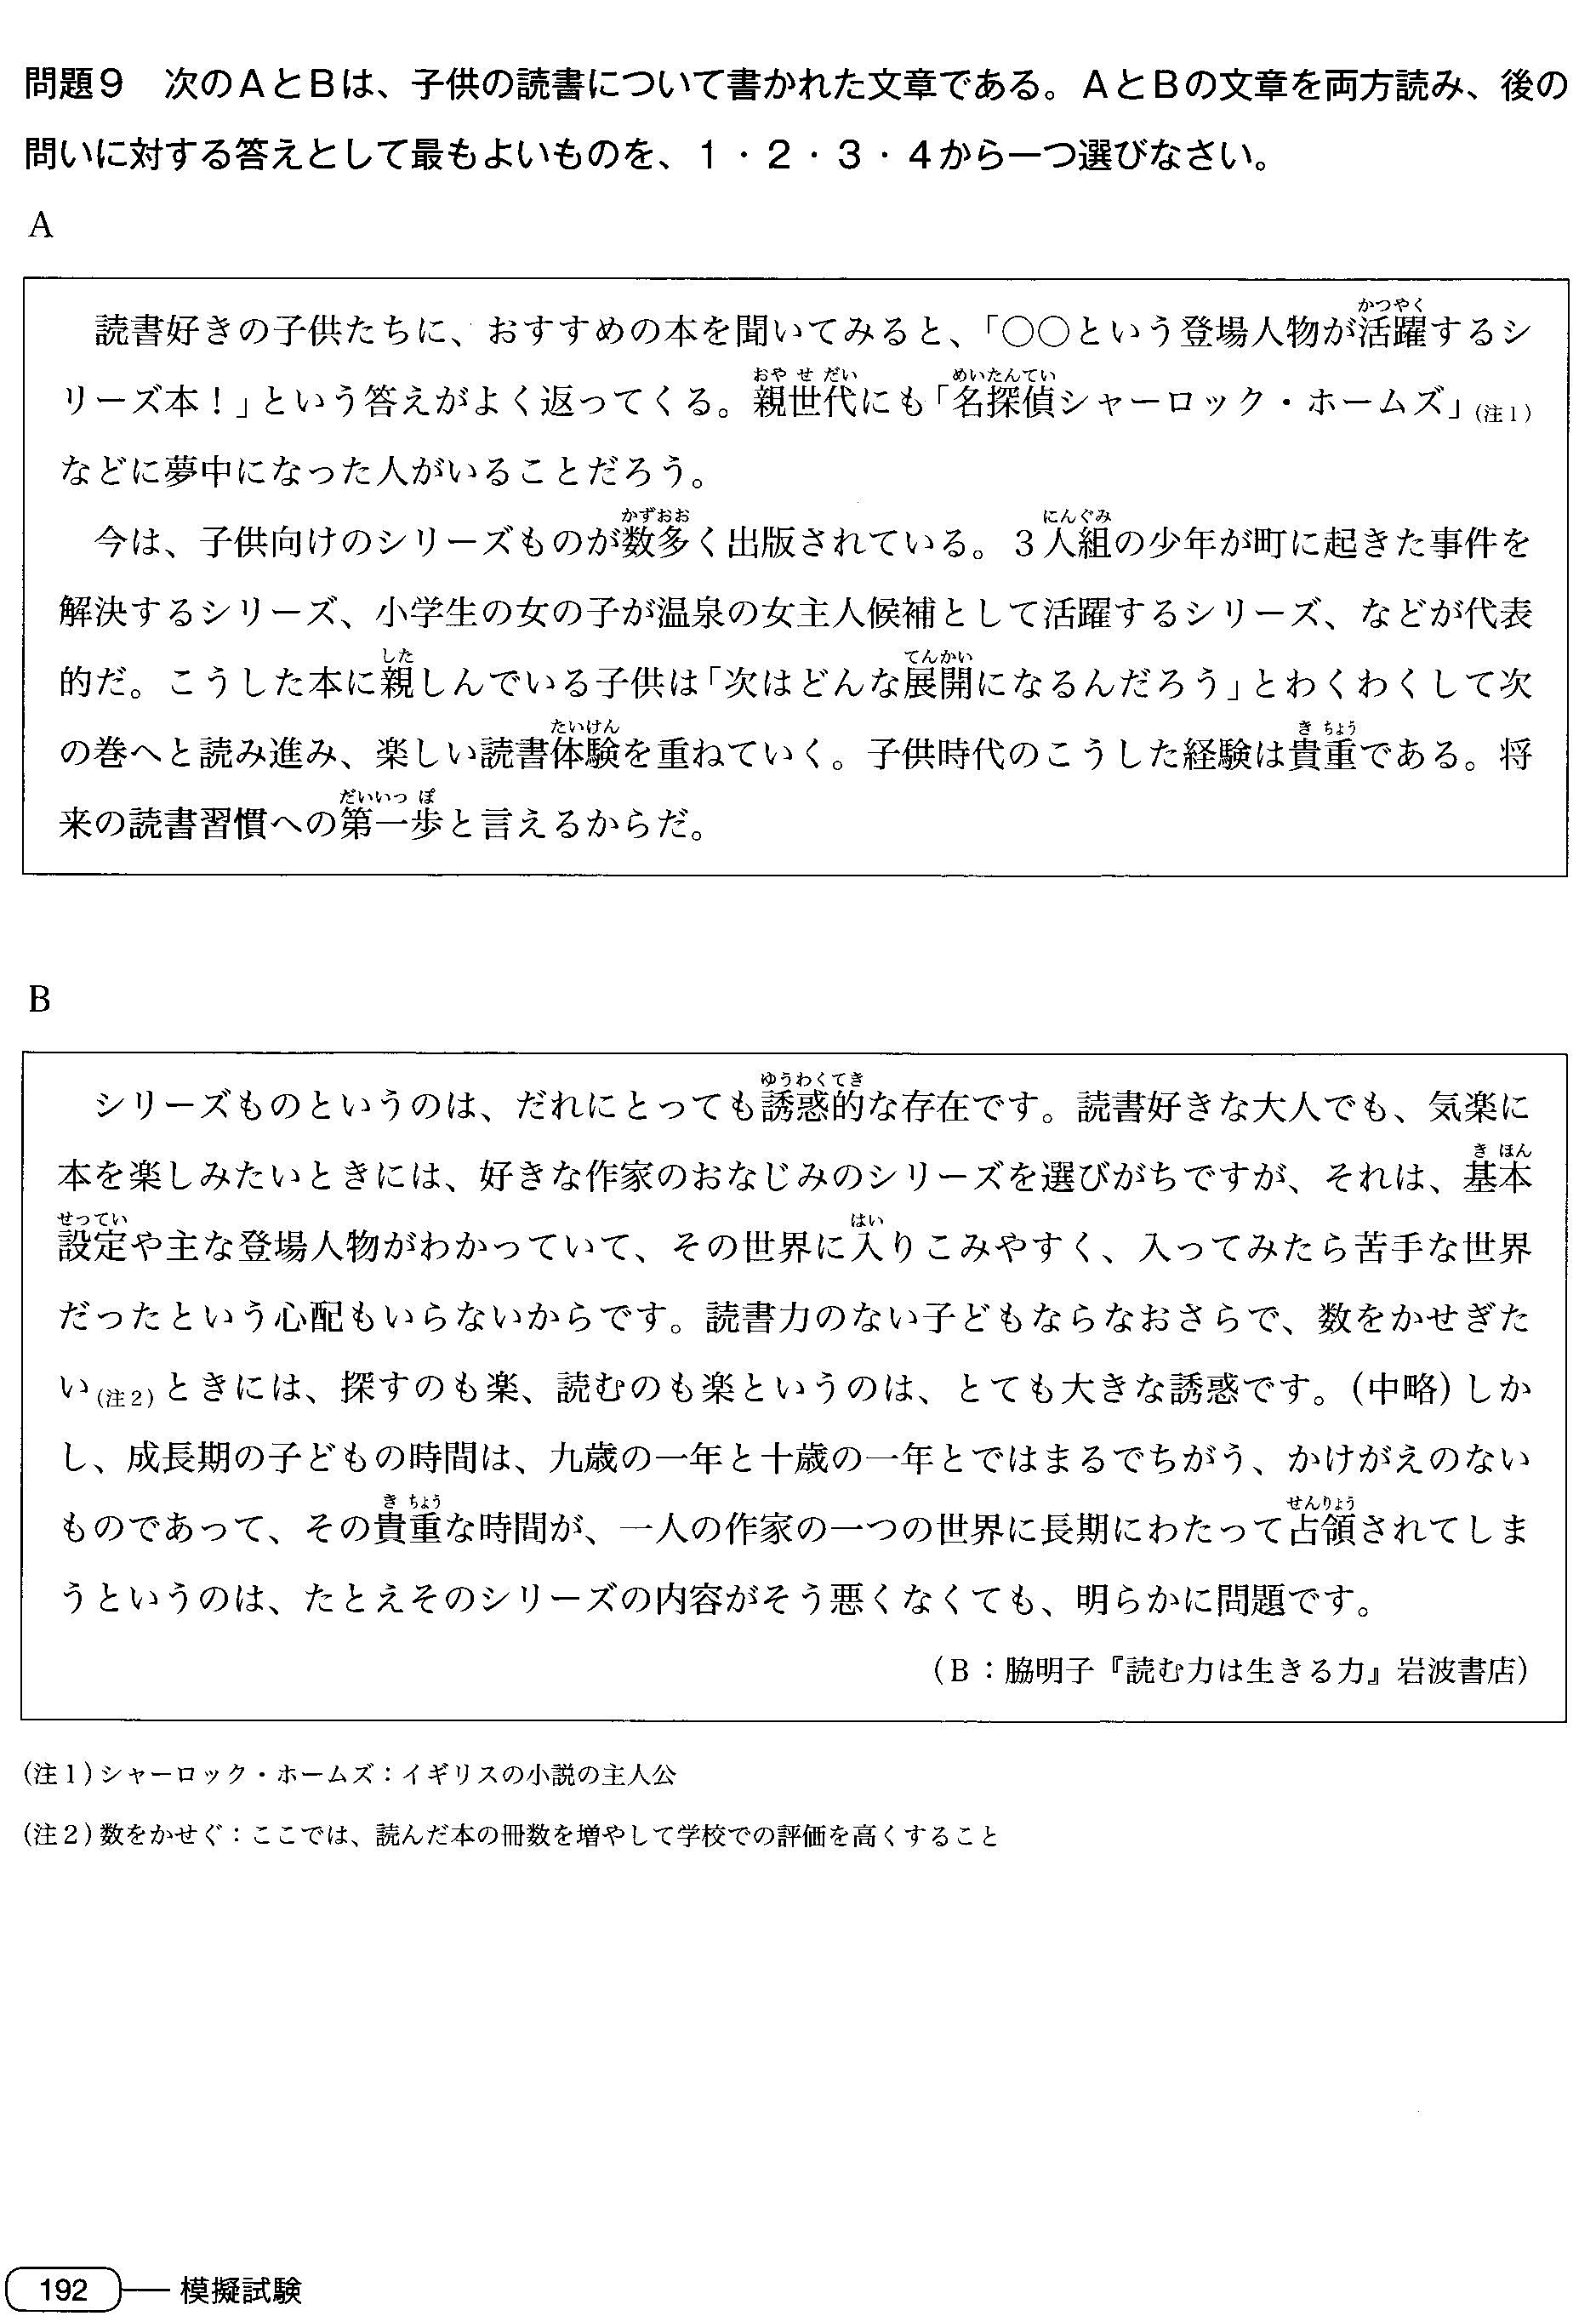 問題9　次のAとBは、子供の読書について書かれた文章である。AとBの文章を両方読み、後の
問いに対する答えとして最もよいものを、1・2・3・4から一つ選びなさい。
A
かつやく
読書好きの子供たちに、おすすめの本を聞いてみると、「〇〇という登場人物が活躍するシ
おやせだい　めいたんてい
リーズ本！」という答えがよく返ってくる。親世代にも「名探偵シャーロック・ホームズ」(注1)
などに夢中になった人がいることだろう。
かずおお　にんぐみ
今は、子供向けのシリーズものが数多く出版されている。3人組の少年が町に起きた事件を
解決するシリーズ、小学生の女の子が温泉の女主人候補として活躍するシリーズ、などが代表
した　てんかい
的だ。こうした本に親しんでいる子供は「次はどんな展開になるんだろう」とわくわくして次
たいけん　きちょう
の巻へと読み進み、楽しい読書体験を重ねていく。子供時代のこうした経験は貴重である。将
だいいっぽ
来の読書習慣への第一歩と言えるからだ。
B
ゆうわくてき
シリーズものというのは、だれにとっても誘惑的な存在です。読書好きな大人でも、気楽に
きほん
本を楽しみたいときには、好きな作家のおなじみのシリーズを選びがちですが、それは、基本
せってい　はい
設定や主な登場人物がわかっていて、その世界に入りこみやすく、入ってみたら苦手な世界
だったという心配もいらないからです。読書力のない子どもならなおさらで、数をかせぎた
い(注2)ときには、探すのも楽、読むのも楽というのは、とても大きな誘惑です。(中略)しか
し、成長期の子どもの時間は、九歳の一年と十歳の一年とではまるでちがう、かけがえのない
きちょう　せんりょう
ものであって、その貴重な時間が、一人の作家の一つの世界に長期にわたって占領されてしま
うというのは、たとえそのシリーズの内容がそう悪くなくても、明らかに問題です。
(B：脇明子『読む力は生きる力』岩波書店)
(注1)シャーロック・ホームズ：イギリスの小説の主人公
(注2)数をかせぐ：ここでは、読んだ本の冊数を増やして学校での評価を高くすること
192 模擬試験